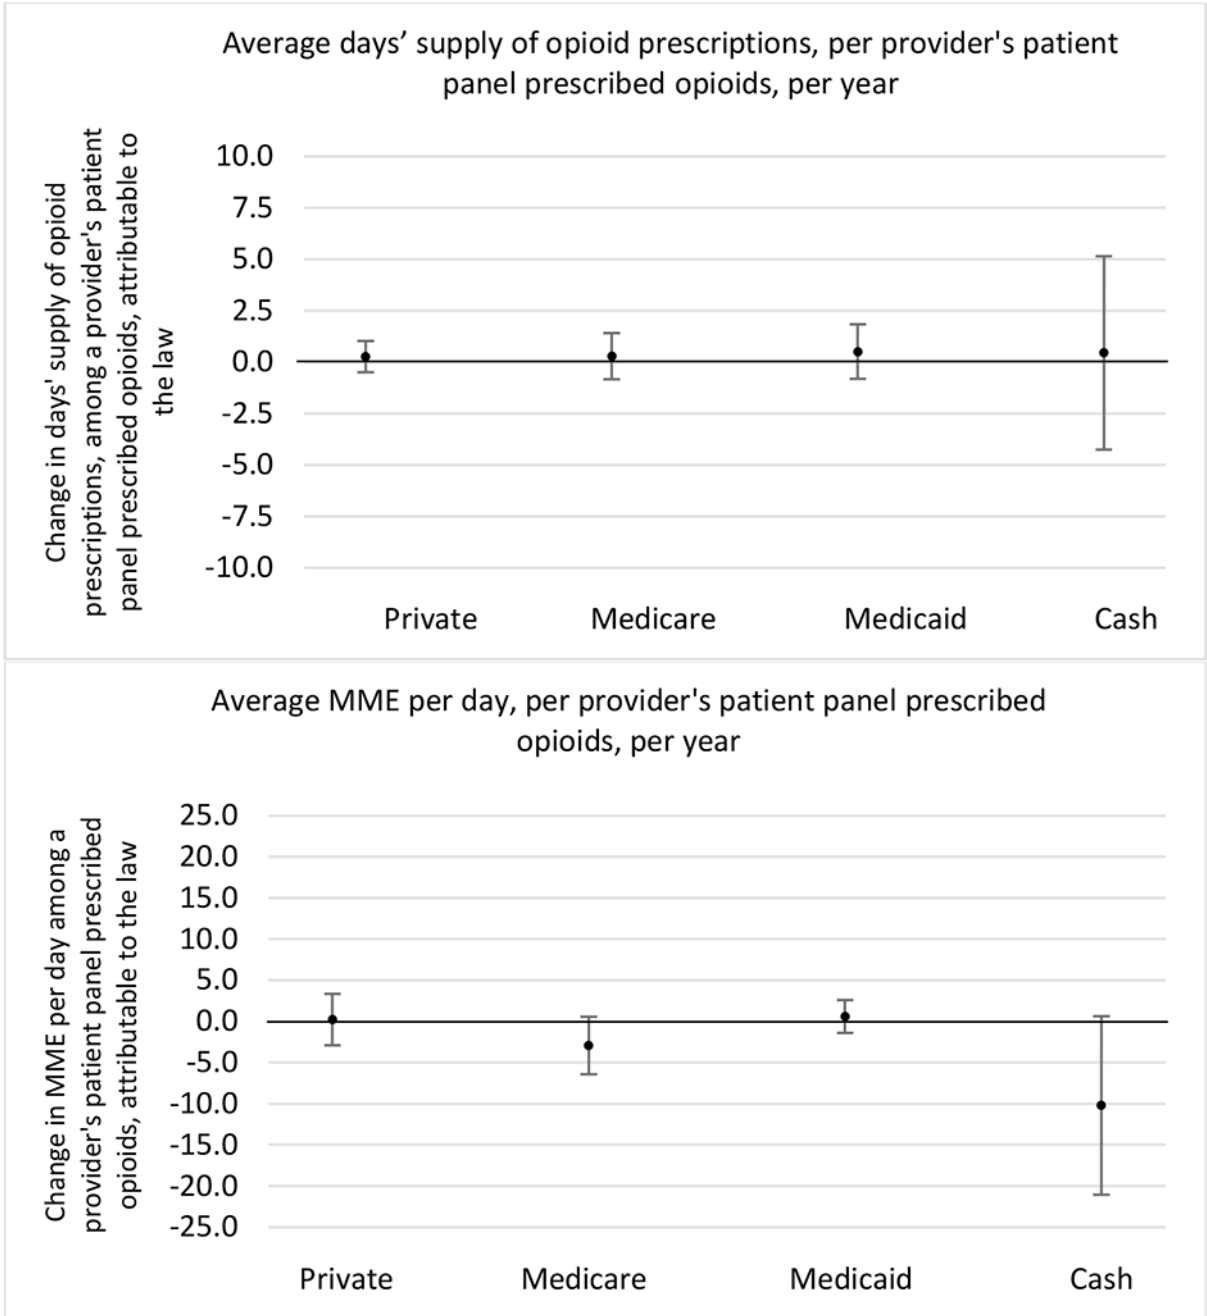 Average days’ supply of opioid prescriptions, per provider's patient
panel prescribed opioids, per year
Change in days' supply of opioid
prescriptions, among a provider's patient
panel prescribed opioids, attributable to
the law
10.0
7.5
5.0
2.5
0.0
-2.5
-5.0
-7.5
-10.0
Private Medicare Medicaid Cash
Average MME per day, per provider's patient panel prescribed
opioids, per year
Change in MME per day among a
provider's patient panel prescribed
opioids, attributable to the law
25.0
20.0
15.0
10.0
5.0
0.0
-5.0
-10.0
-15.0
-20.0
-25.0
Private Medicare Medicaid Cash